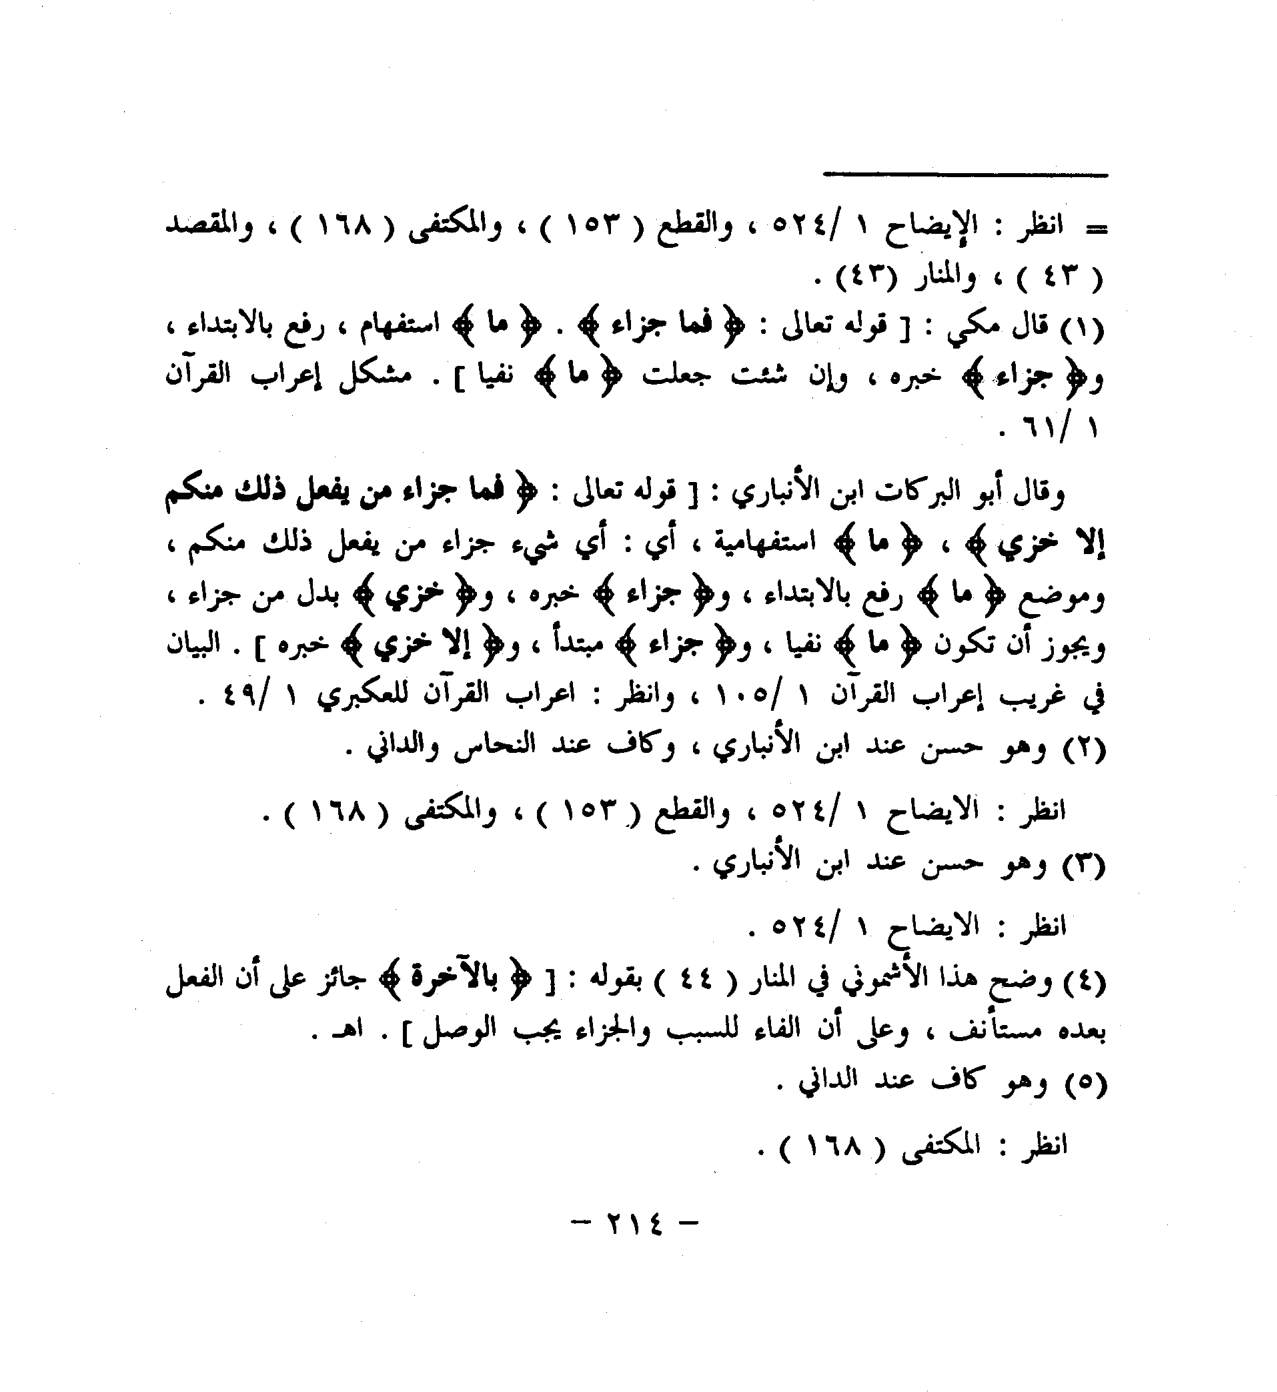 = انظر : الإيضاح ١ /٥٢٤ ، والقطع ( ١٥٣ ) ، والمكتفى ( ١٦٨ ) ، والمقصد
( ٤٣ ) ، والمنار (٤٣) .
(١) قال مكي : [ قوله تعالى : ﴿ فما جزاء ﴾ . ﴿ ما ﴾ استفهام ، رفع بالابتداء ،
و﴿ جزاء ﴾ خبره ، وإن شئت جعلت ﴿ ما ﴾ نفيا ] . مشكل إعراب القرآن
١ /٦١ .
وقال أبو البركات ابن الأنباري : [ قوله تعالى : ﴿ فما جزاء من يفعل ذلك منكم
إلا خزي ﴾ ، ﴿ ما ﴾ استفهامية ، أي : أي شيء جزاء من يفعل ذلك منكم ،
وموضع ﴿ ما ﴾ رفع بالابتداء ، و﴿ جزاء ﴾ خبره ، و﴿ خزي ﴾ بدل من جزاء ،
ويجوز أن تكون ﴿ ما ﴾ نفيا ، و﴿ جزاء ﴾ مبتدأ ، و﴿ إلا خزي ﴾ خبره ] . البيان
في غريب إعراب القرآن ١ /١٠٥ ، وانظر : اعراب القرآن للعكبري ١ /٤٩ .
(٢) وهو حسن عند ابن الأنباري ، وكاف عند النحاس والداني .
انظر : الايضاح ١ /٥٢٤ ، والقطع ( ١٥٣ ) ، والمكتفى ( ١٦٨ ) .
(٣) وهو حسن عند ابن الأنباري .
انظر : الايضاح ١ /٥٢٤ .
(٤) وضح هذا الأشموني في المنار ( ٤٤ ) بقوله : [ ﴿ بالآخرة ﴾ جائز على أن الفعل
بعده مستأنف ، وعلى أن الفاء للسبب والجزاء يجب الوصل ] . اهـ .
(٥) وهو كاف عند الداني .
انظر : المكتفى ( ١٦٨ ) .
– ٢١٤ –